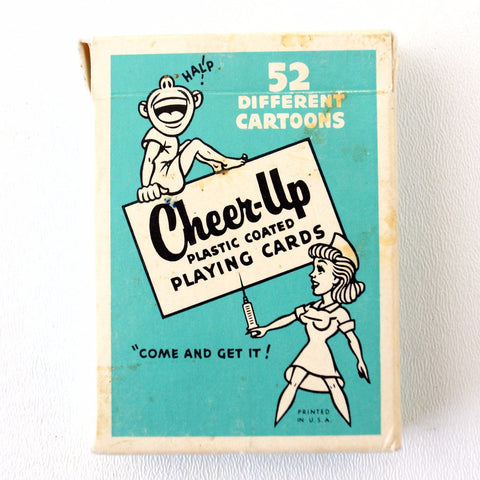 HALP!
52
DIFFERENT
CARTOONS
Cheer-Up
PLASTIC COATED
PLAYING CARDS
"COME AND GET IT!
PRINTED
IN U.S.A.